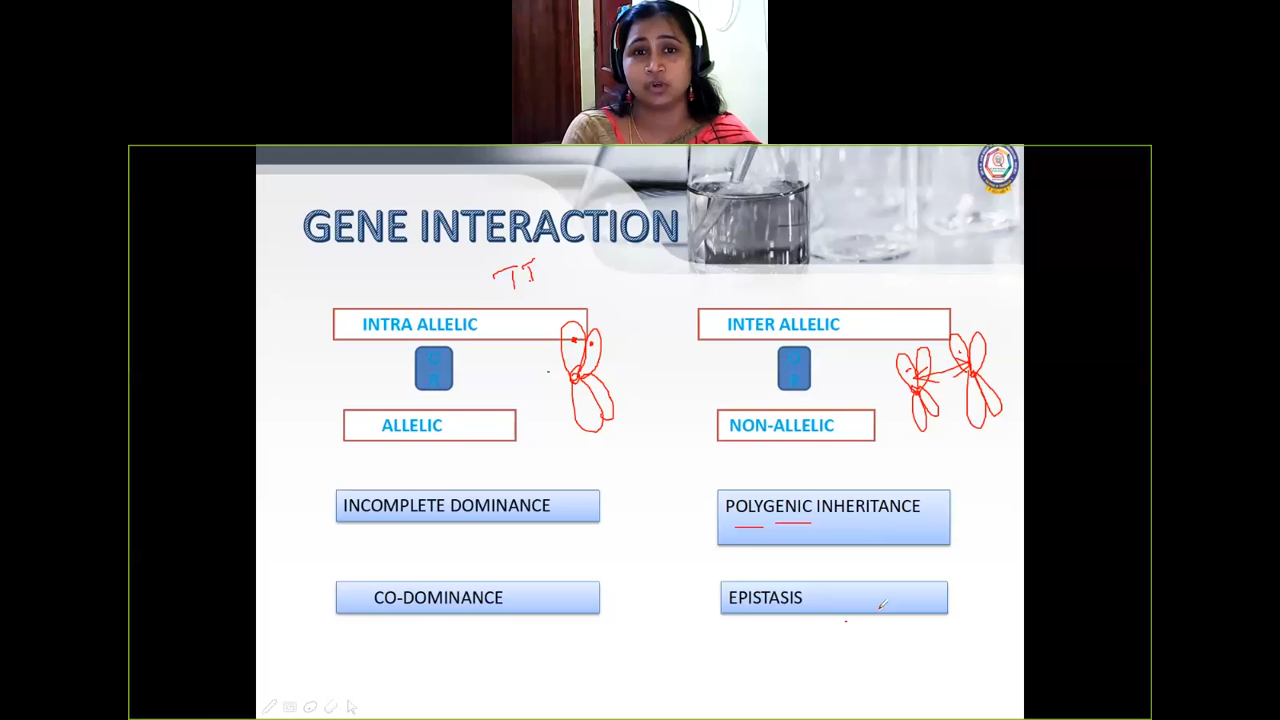 GENE INTERACTION
TT
INTRA ALLELIC
INTER ALLELIC
O
R
O
R
ALLELIC
NON-ALLELIC
INCOMPLETE DOMINANCE
POLYGENIC INHERITANCE
CO-DOMINANCE
EPISTASIS